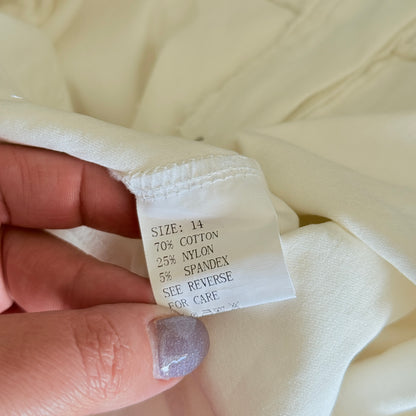 SIZE: 14
70% COTTON
25% NYLON
5% SPANDEX
SEE REVERSE
FOR CARE